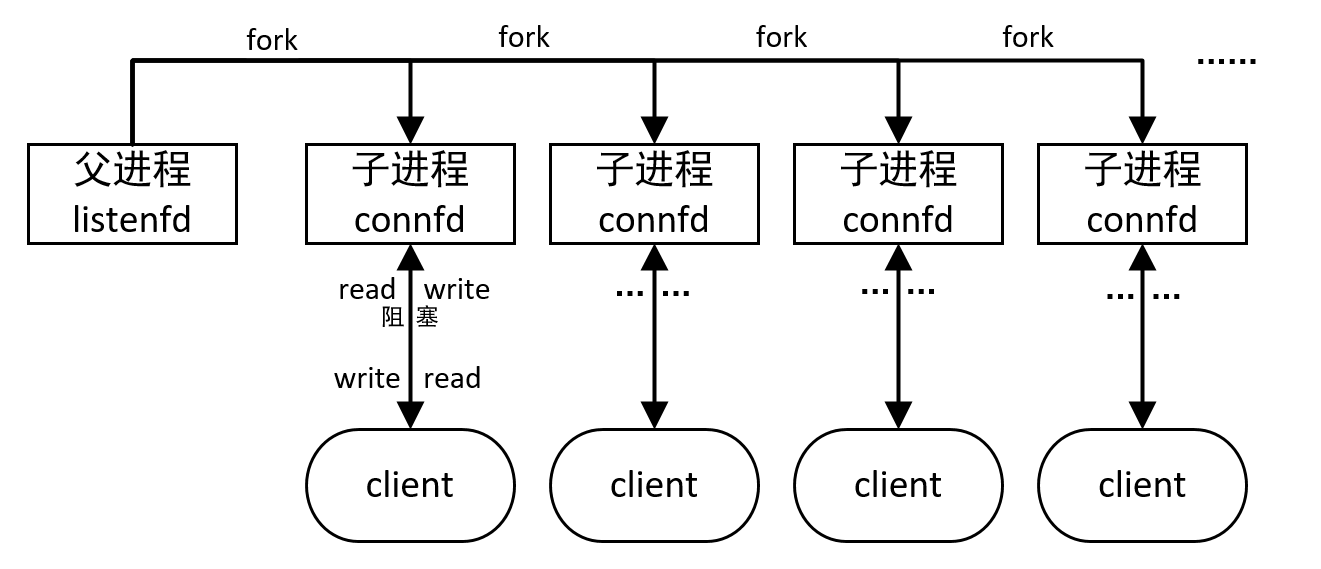 fork
fork
fork
fork
......
父进程
listenfd
子进程
connfd
子进程
connfd
子进程
connfd
子进程
connfd
read write
阻 塞
... ...
... ...
... ...
write read
client
client
client
client